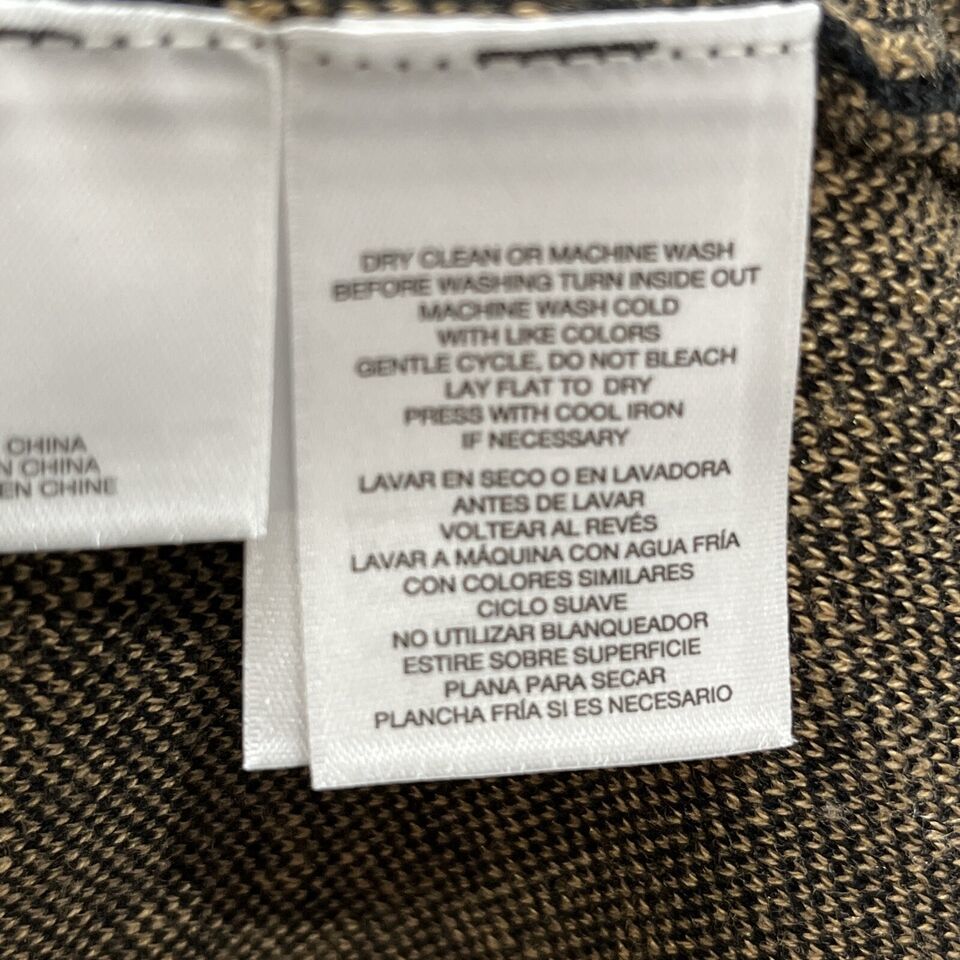 CHINA
N CHINA
EN CHINE
DRY CLEAN OR MACHINE WASH
BEFORE WASHING TURN INSIDE OUT
MACHINE WASH COLD
WITH LIKE COLORS
GENTLE CYCLE, DO NOT BLEACH
LAY FLAT TO DRY
PRESS WITH COOL IRON
IF NECESSARY
LAVAR EN SECO O EN LAVADORA
ANTES DE LAVAR
VOLTEAR AL REVÉS
LAVAR A MÁQUINA CON AGUA FRÍA
CON COLORES SIMILARES
CICLO SUAVE
NO UTILIZAR BLANQUEADOR
ESTIRE SOBRE SUPERFICIE
PLANA PARA SECAR
PLANCHA FRÍA SI ES NECESARIO